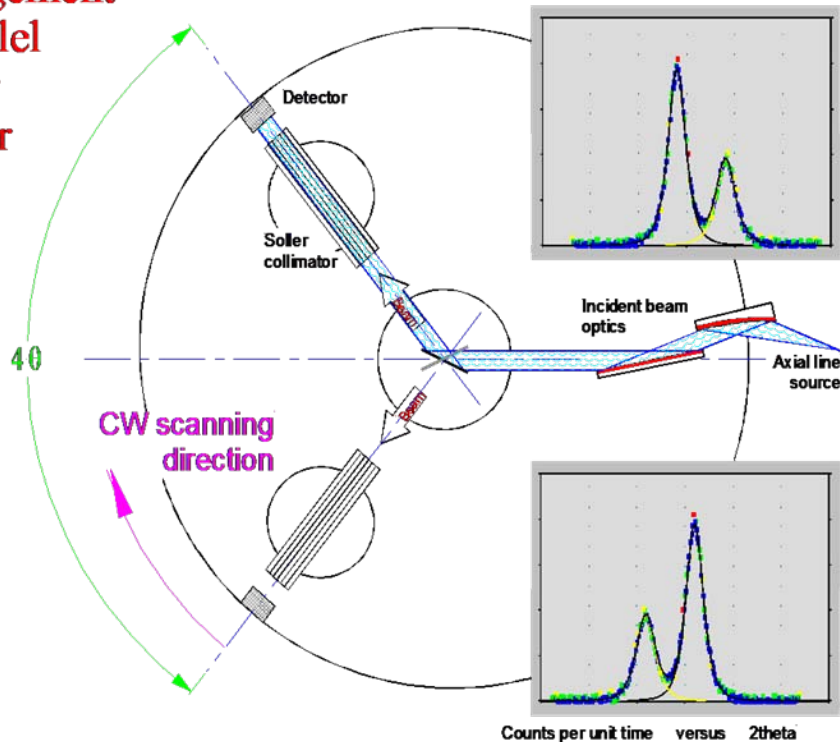 Detector
Soller
collimator
Beam
Incident beam
optics
Axial line
source
4θ
CW scanning
direction
Beam
Counts per unit time versus 2theta